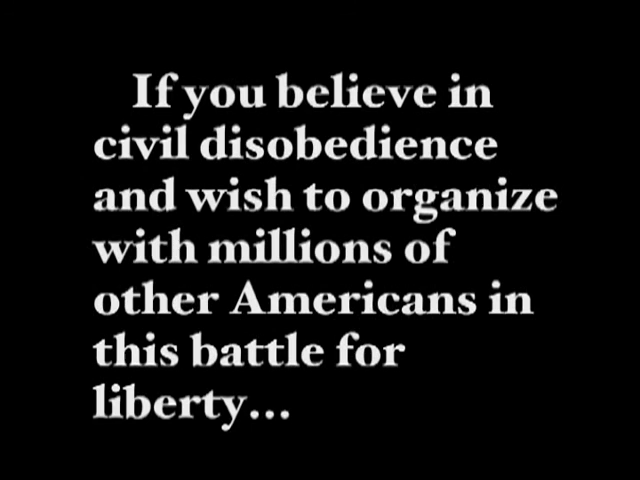 If you believe in
civil disobedience
and wish to organize
with millions of
other Americans in
this battle for
liberty...